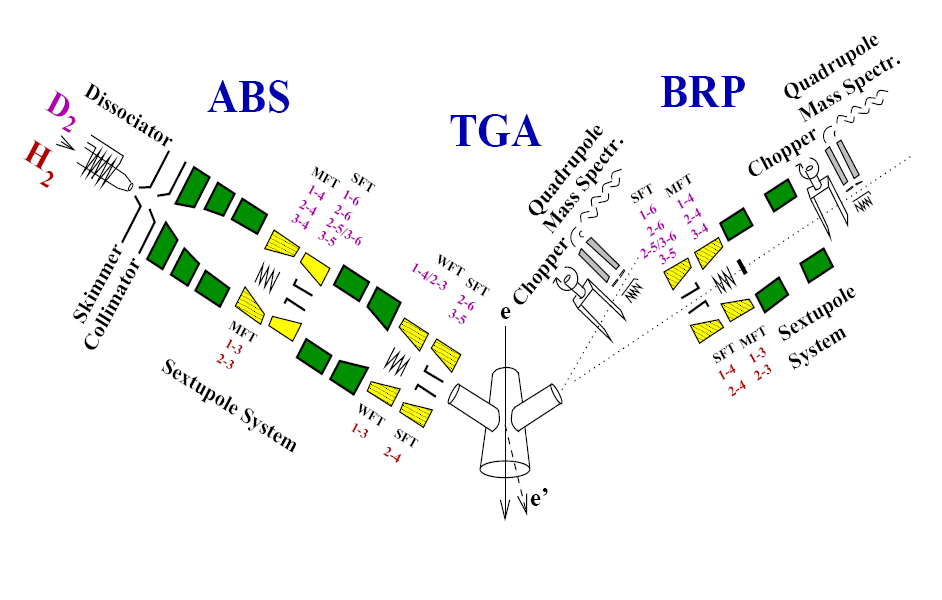 ABS
TGA
BRP
D2
H2
Dissociator
Skimmer
Collimator
MFT
1-4
2-4
3-4
SFT
1-6
2-6
2-5/3-6
3-5
MFT
1-3
2-3
Sextupole System
WFT
1-4/2-3
SFT
2-6
3-5
WFT
1-3
SFT
2-4
e
e’
Chopper
Quadrupole
Mass Spectr.
SFT
1-6
2-6
2-5/3-6
3-5
MFT
1-4
2-4
3-4
SFT
1-4
2-4
MFT
1-3
2-3
Chopper
Quadrupole
Mass Spectr.
Sextupole
System